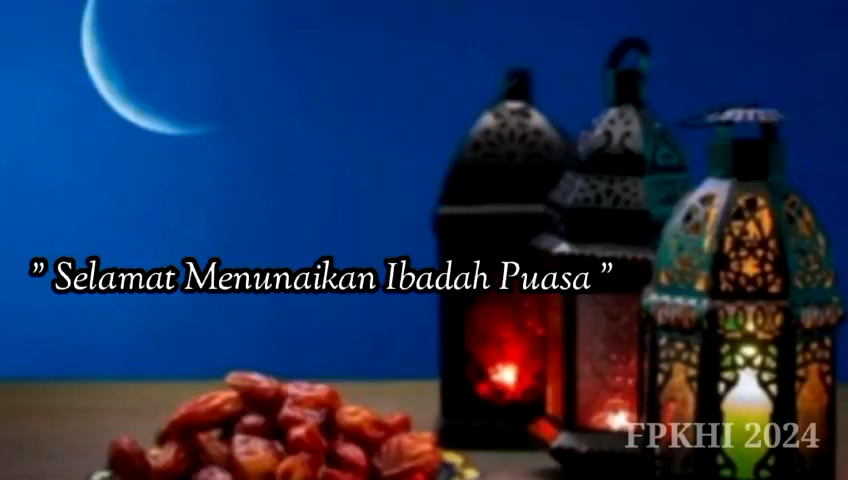 ” Selamat Menunaikan Ibadah Puasa ”
FPKHI 2024